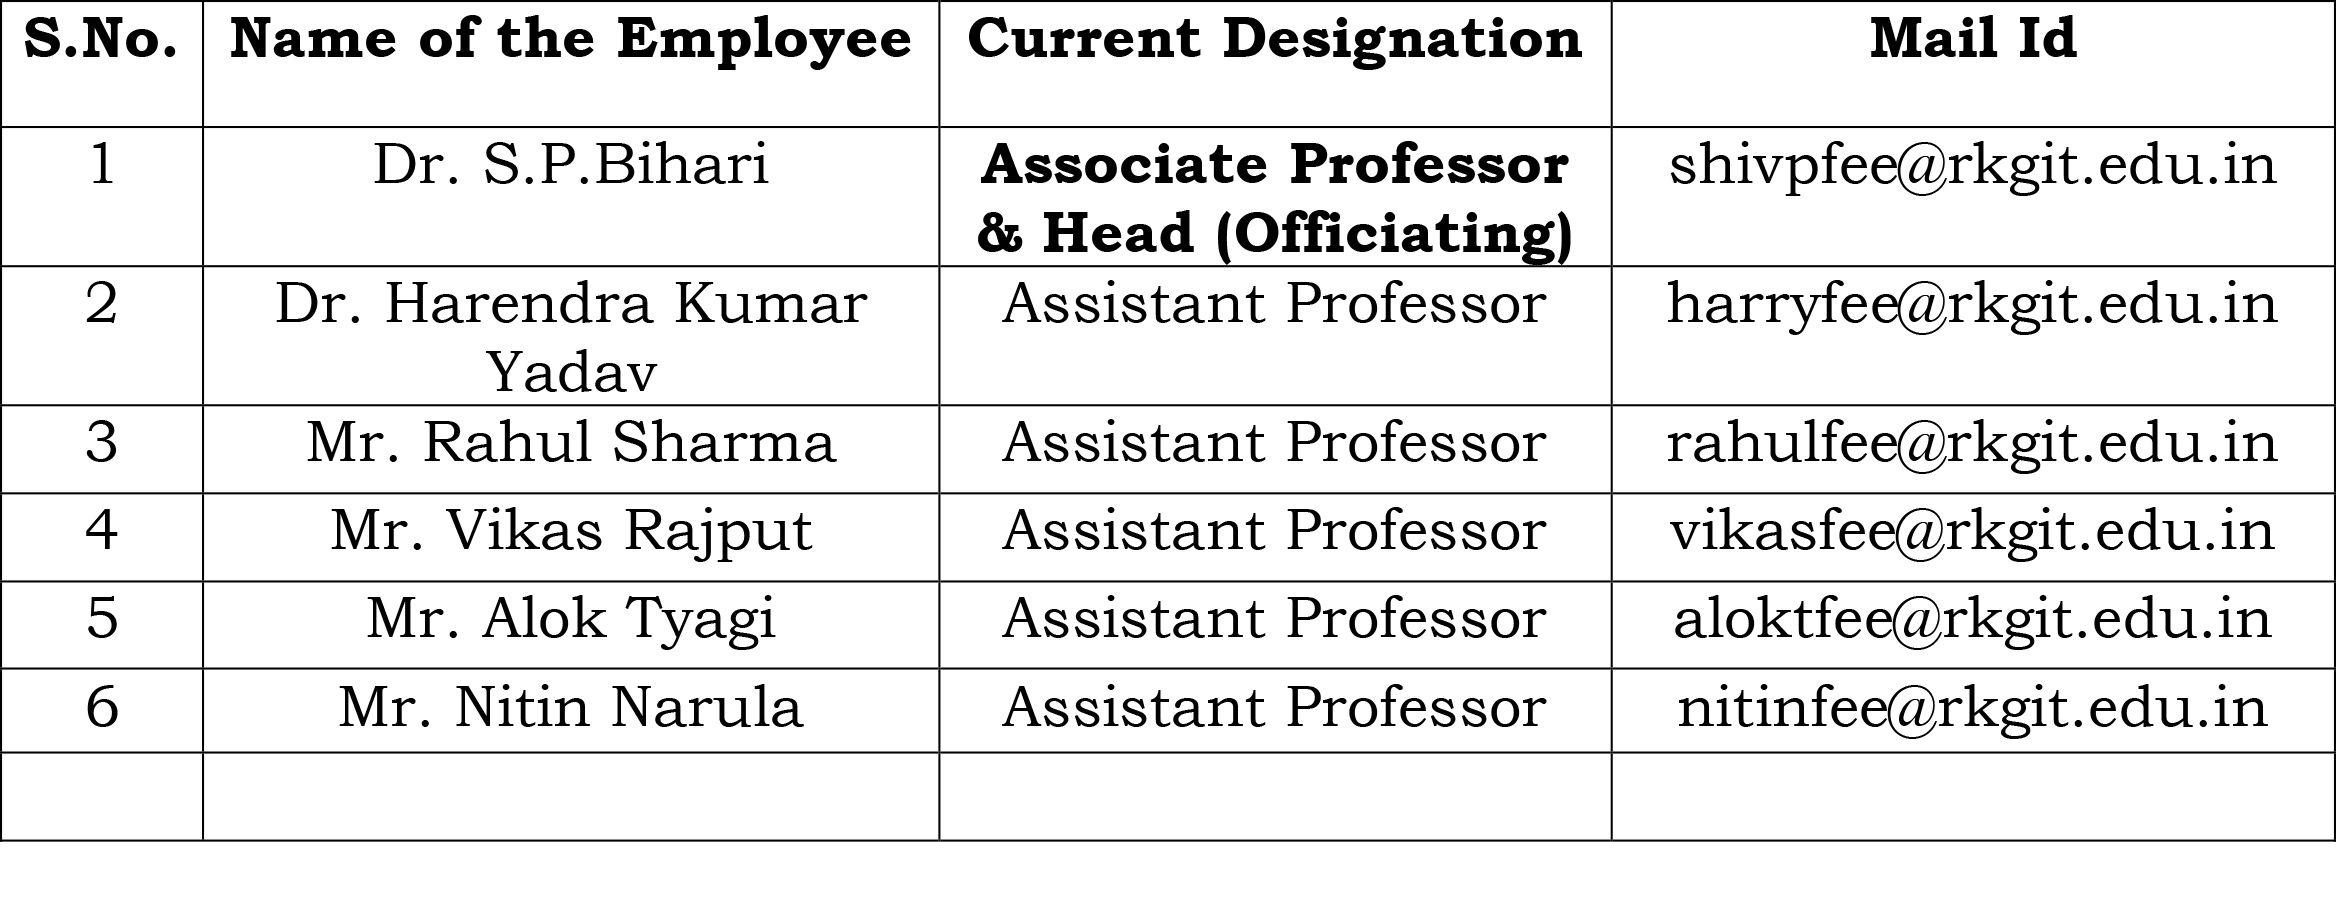 S.No. Name of the Employee Current Designation Mail Id
1 Dr. S.P.Bihari Associate Professor shivpfee@rkgit.edu.in
& Head (Officiating)
2 Dr. Harendra Kumar Assistant Professor harryfee@rkgit.edu.in
Yadav
3 Mr. Rahul Sharma Assistant Professor rahulfee@rkgit.edu.in
4 Mr. Vikas Rajput Assistant Professor vikasfee@rkgit.edu.in
5 Mr. Alok Tyagi Assistant Professor aloktfee@rkgit.edu.in
6 Mr. Nitin Narula Assistant Professor nitinfee@rkgit.edu.in